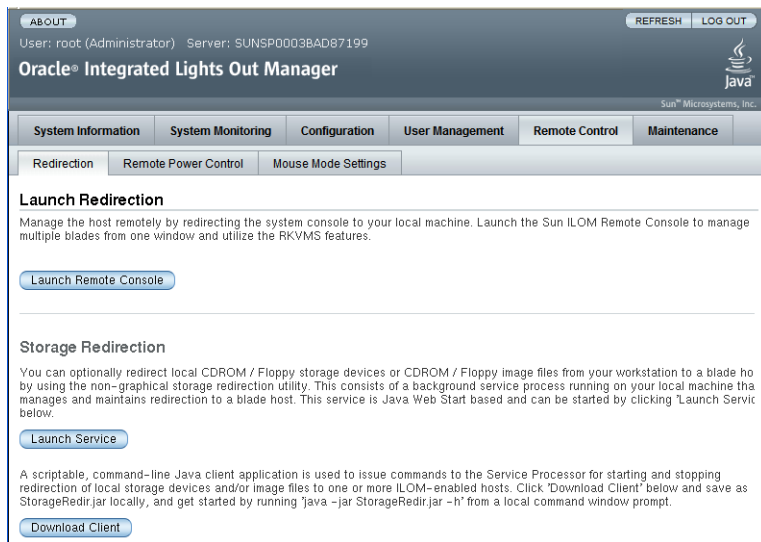 ABOUT
REFRESH LOG OUT
User: root (Administrator) Server: SUNSP0003BAD87199
Oracle® Integrated Lights Out Manager
Java™
Sun™ Microsystems, Inc.
System Information System Monitoring Configuration User Management Remote Control Maintenance
Redirection Remote Power Control Mouse Mode Settings
Launch Redirection
Manage the host remotely by redirecting the system console to your local machine. Launch the Sun ILOM Remote Console to manage
multiple blades from one window and utilize the RKVMS features.
Launch Remote Console
Storage Redirection
You can optionally redirect local CDROM / Floppy storage devices or CDROM / Floppy image files from your workstation to a blade ho
by using the non-graphical storage redirection utility. This consists of a background service process running on your local machine tha
manages and maintains redirection to a blade host. This service is Java Web Start based and can be started by clicking 'Launch Servic
below.
Launch Service
A scriptable, command-line Java client application is used to issue commands to the Service Processor for starting and stopping
redirection of local storage devices and/or image files to one or more ILOM-enabled hosts. Click 'Download Client' below and save as
StorageRedir.jar locally, and get started by running 'java -jar StorageRedir.jar -h' from a local command window prompt.
Download Client